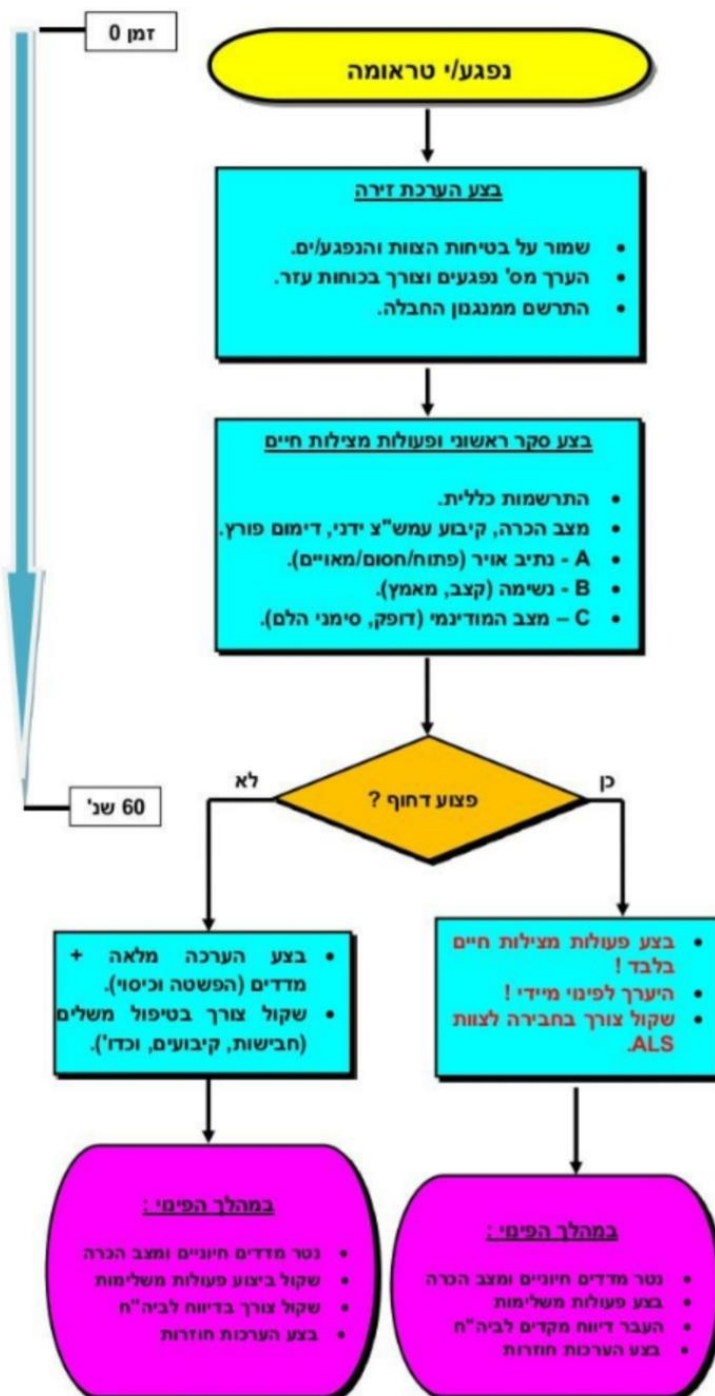 זמן 0
נפגע/י טראומה
בצע הערכת זירה
• שמור על בטיחות הצוות והנפגע/ים.
• הערך מס' נפגעים וצורך בכוחות עזר.
• התרשם ממנגנון החבלה.
בצע סקר ראשוני ופעולות מצילות חיים
• התרשמות כללית.
• מצב הכרה, קיבוע עמש"צ ידני, דימום פורץ.
• A - נתיב אויר (פתוח/חסום/מאויים).
• B - נשימה (קצב, מאמץ).
• C – מצב המודינמי (דופק, סימני הלם).
פצוע דחוף ?
כן
לא
60 שנ'
• בצע פעולות מצילות חיים
בלבד !
• היערך לפינוי מיידי !
• שקול צורך בחבירה לצוות
ALS.
• בצע הערכה מלאה +
מדדים (הפשטה וכיסוי).
• שקול צורך בטיפול משלים
(חבישות, קיבועים, וכדו').
במהלך הפינוי :
• נטר מדדים חיוניים ומצב הכרה
• בצע פעולות משלימות
• העבר דיווח מקדים לביה"ח
• בצע הערכות חוזרות
במהלך הפינוי :
• נטר מדדים חיוניים ומצב הכרה
• שקול ביצוע פעולות משלימות
• שקול צורך בדיווח לביה"ח
• בצע הערכות חוזרות